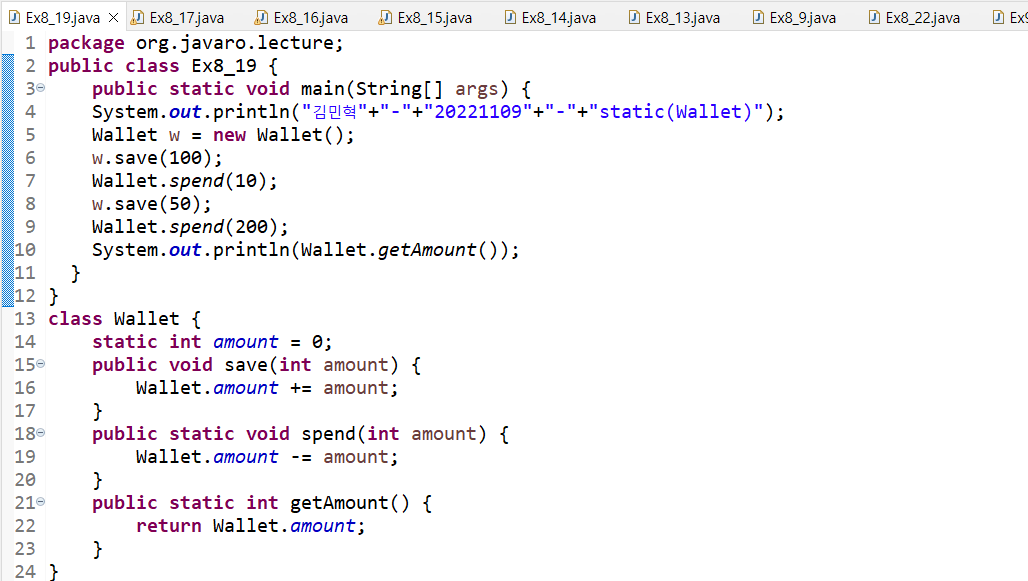 Ex8_19.java Ex8_17.java Ex8_16.java Ex8_15.java Ex8_14.java Ex8_13.java Ex8_9.java Ex8_22.java
1 package org.javaro.lecture;
2 public class Ex8_19 {
3 public static void main(String[] args) {
4 System.out.println("김민혁"+"-"+"20221109"+"-"+"static(Wallet)");
5 Wallet w = new Wallet();
6 w.save(100);
7 Wallet.spend(10);
8 w.save(50);
9 Wallet.spend(200);
10 System.out.println(Wallet.getAmount());
11 }
12 }
13 class Wallet {
14 static int amount = 0;
15 public void save(int amount) {
16 Wallet.amount += amount;
17 }
18 public static void spend(int amount) {
19 Wallet.amount -= amount;
20 }
21 public static int getAmount() {
22 return Wallet.amount;
23 }
24 }